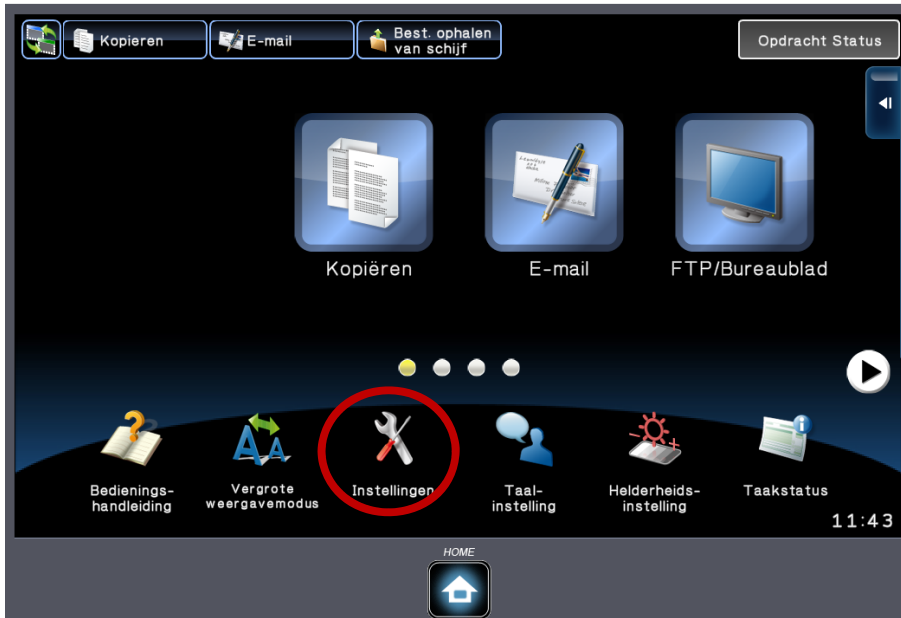 Kopieren
E-mail
Best. ophalen
van schijf
Opdracht Status
Kopiëren
E-mail
FTP/Bureaublad
Bedienings-
handleiding
Vergrote
weergavemodus
Instellingen
Taal-
instelling
Helderheids-
instelling
Taakstatus
11:43
HOME